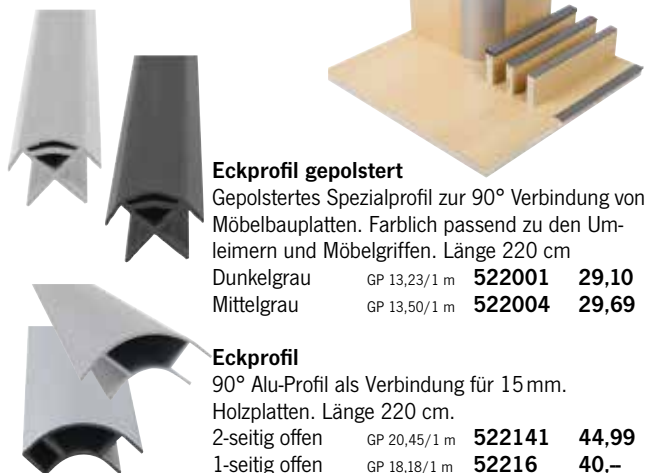 Eckprofil gepolstert
Gepolstertes Spezialprofil zur 90° Verbindung von
Möbelbauplatten. Farblich passend zu den Um-
leimern und Möbelgriffen. Länge 220 cm
Dunkelgrau GP 13,23/1 m 522001 29,10
Mittelgrau GP 13,50/1 m 522004 29,69
Eckprofil
90° Alu-Profil als Verbindung für 15 mm.
Holzplatten. Länge 220 cm.
2-seitig offen GP 20,45/1 m 522141 44,99
1-seitig offen GP 18,18/1 m 52216 40,–